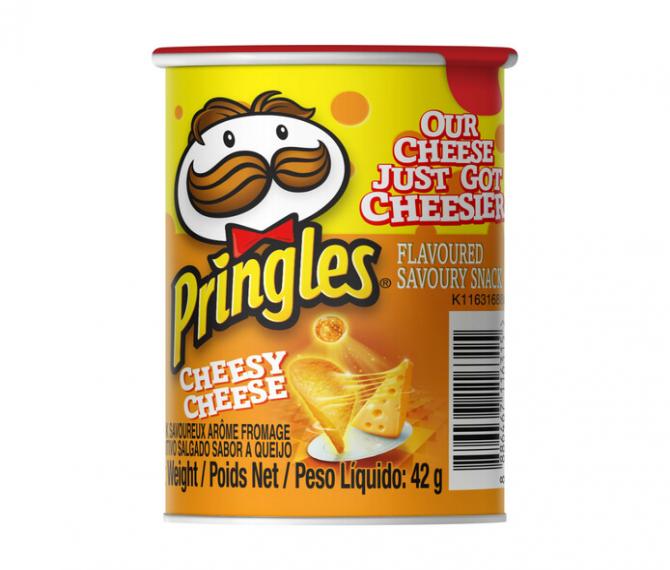 OUR
CHEESE
JUST GOT
CHEESIER
Pringles®
FLAVOURED
SAVOURY SNACK
CHEESY
CHEESE
SAVOUREUX ARÔME FROMAGE
SALGADO SABOR A QUEIJO
Weight / Poids Net / Peso Líquido: 42 g